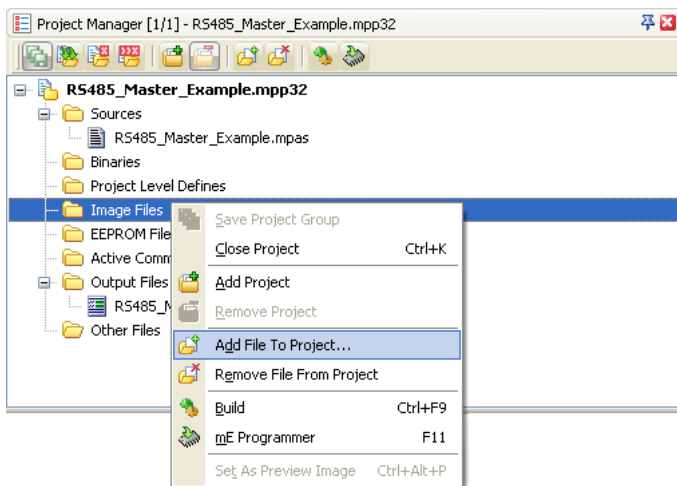 Project Manager [1/1] - RS485_Master_Example.mpp32
RS485_Master_Example.mpp32
Sources
RS485_Master_Example.mpas
Binaries
Project Level Defines
Image Files
EEPROM File
Active Comm
Output Files
RS485_M
Other Files
Save Project Group
Close Project Ctrl+K
Add Project
Remove Project
Add File To Project...
Remove File From Project
Build Ctrl+F9
mE Programmer F11
Set As Preview Image Ctrl+Alt+P